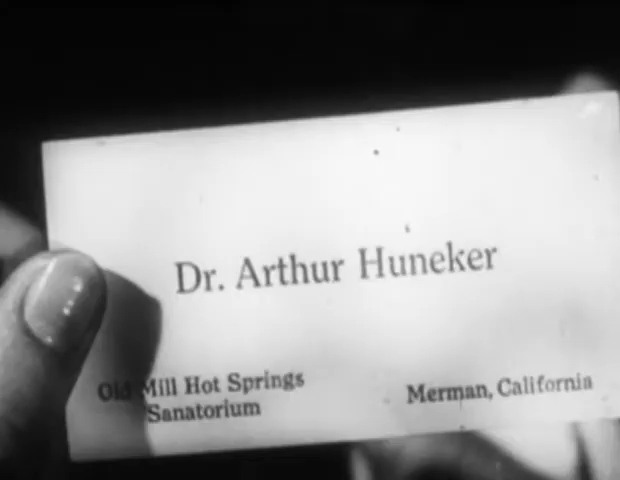 Dr. Arthur Huneker
Old Mill Hot Springs
Sanatorium
Merman, California